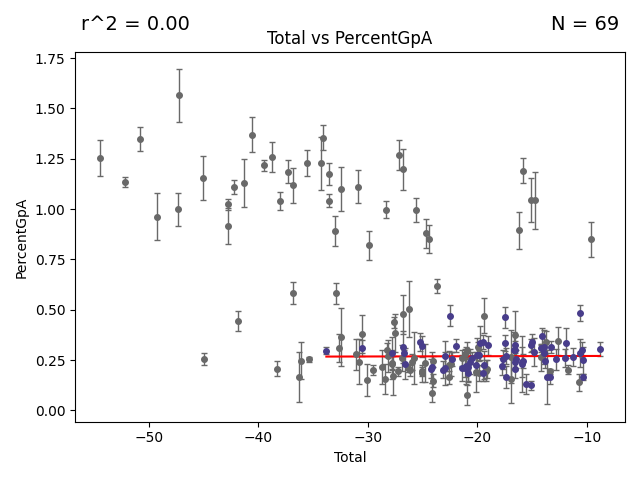 r^2 = 0.00
N = 69
Total vs PercentGpA
1.75
1.50
1.25
1.00
0.75
0.50
0.25
0.00
PercentGpA
−50
−40
−30
−20
−10
Total